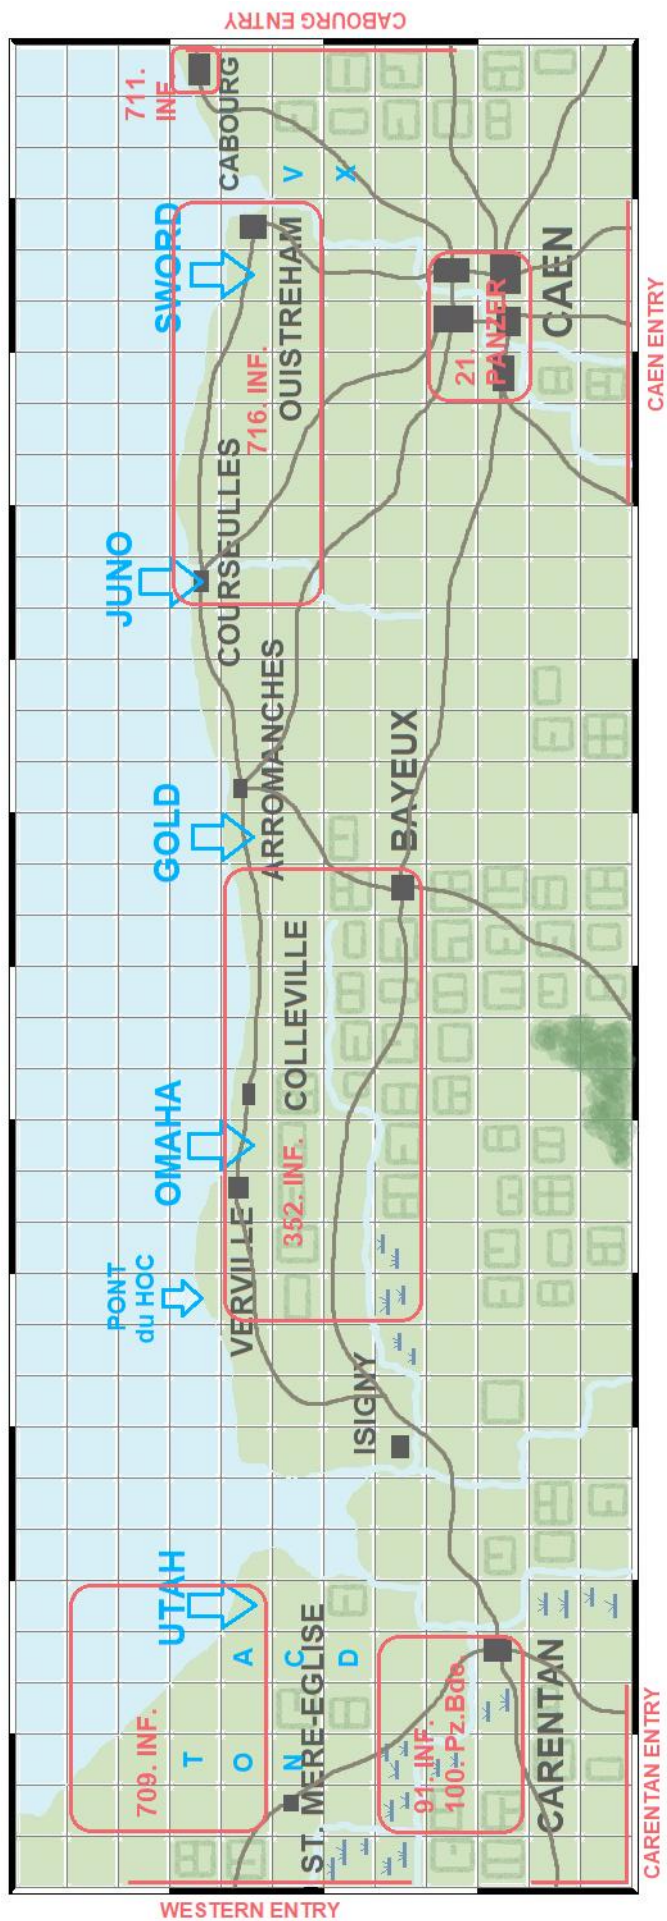 PONT
du HOC
JUNO
709. INF.
UTAH
OMAHA
GOLD
SWORD
711.
INF.
T
O
N
A
C
D
V
X
CABOURG
VERVILLE
COURSEULLES
716. INF.
ARROMANCHES
352. INF.
COLLEVILLE
OUISTREHAM
ST. MERE-EGLISE
ISIGNY
BAYEUX
91. INF.
100. Pz.Bde.
21.
PANZER
CARENTAN
CAEN
WESTERN ENTRY
CABOURG ENTRY
CARENTAN ENTRY
CAEN ENTRY